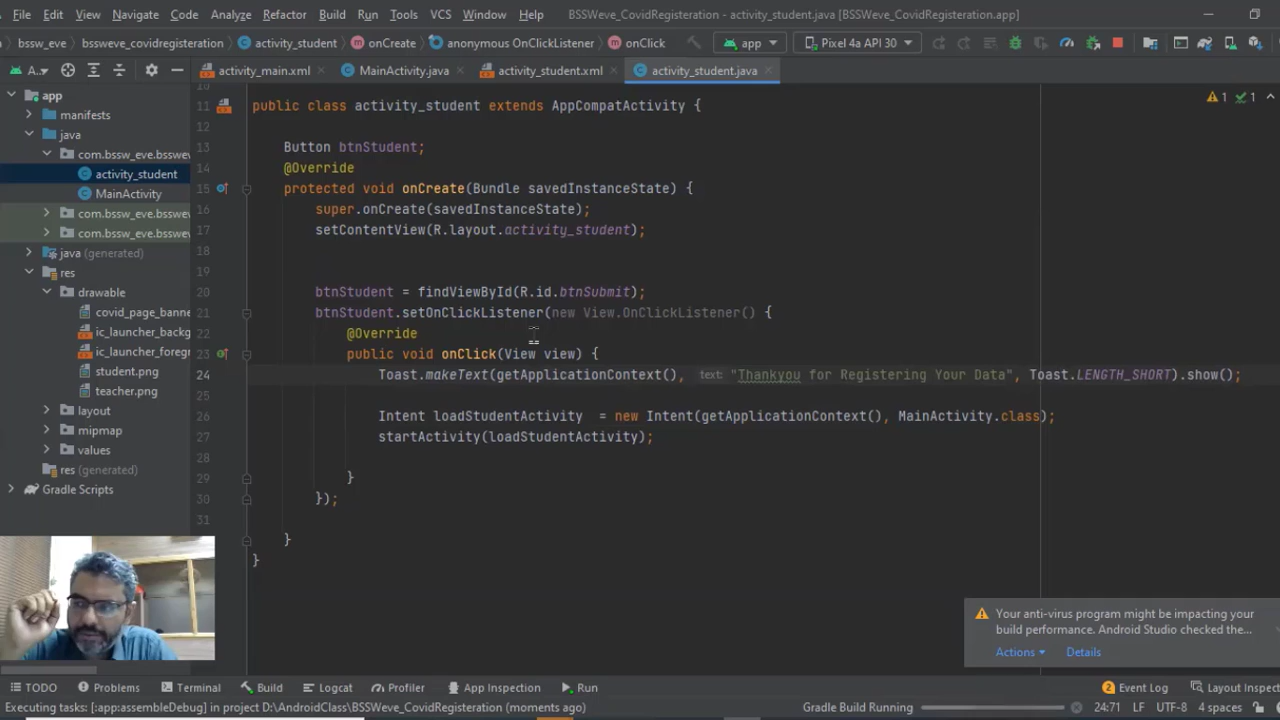 File Edit View Navigate Code Analyze Refactor Build Run Tools VCS Window Help BSSWeve_CovidRegisteration - activity_student.java [BSSWeve_CovidRegisteration.app]
bssw_eve bssweve_covidregisteration activity_student onCreate anonymous OnClickListener onClick app Pixel 4a API 30
A.. activity_main.xml MainActivity.java activity_student.xml activity_student.java
app
manifests
java
com.bssw_eve.bsswev
activity_student
MainActivity
com.bssw_eve.bsswev
com.bssw_eve.bsswev
java (generated)
res
drawable
covid_page_banne
ic_launcher_backg
ic_launcher_foregr
student.png
teacher.png
layout
mipmap
values
res (generated)
Gradle Scripts
1 1
10
11 public class activity_student extends AppCompatActivity {
12
13 Button btnStudent;
14 @Override
15 protected void onCreate(Bundle savedInstanceState) {
16 super.onCreate(savedInstanceState);
17 setContentView(R.layout.activity_student);
18
19
20 btnStudent = findViewById(R.id.btnSubmit);
21 btnStudent.setOnClickListener(new View.OnClickListener() {
22 @Override
23 public void onClick(View view) {
24 Toast.makeText(getApplicationContext(), text: "Thankyou for Registering Your Data", Toast.LENGTH_SHORT).show();
25
26 Intent loadStudentActivity = new Intent(getApplicationContext(), MainActivity.class);
27 startActivity(loadStudentActivity);
28
29 }
30 });
31
}
}
Your anti-virus program might be impacting your
build performance. Android Studio checked the...
Actions Details
TODO Problems Terminal Build Logcat Profiler App Inspection Run 2 Event Log Layout Inspect
Executing tasks: [:app:assembleDebug] in project D:\AndroidClass\BSSWeve_CovidRegisteration (moments ago) Gradle Build Running 24:71 LF UTF-8 4 spaces